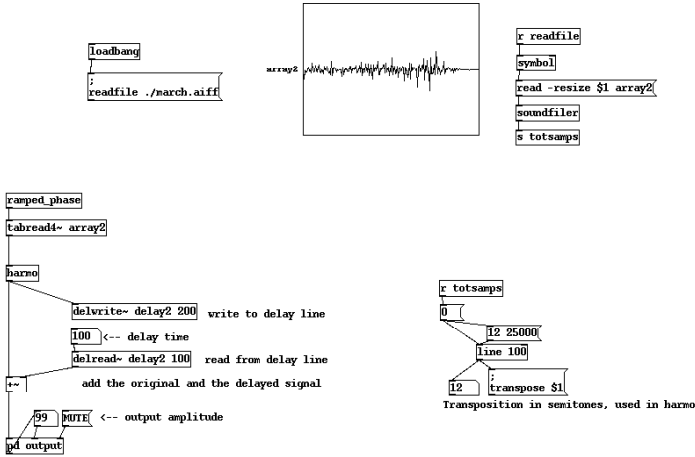 loadbang
;
readfile ./march.aiff
array2
r readfile
symbol
read -resize $1 array2
soundfiler
s totsamps
ramped_phase
tabread4~ array2
harmo
delwrite~ delay2 200 write to delay line
100 <-- delay time
delread~ delay2 100 read from delay line
+~ add the original and the delayed signal
99 MUTE <-- output amplitude
pd output
r totsamps
0
12 25000
line 100
12
;
transpose $1
Transposition in semitones, used in harmo